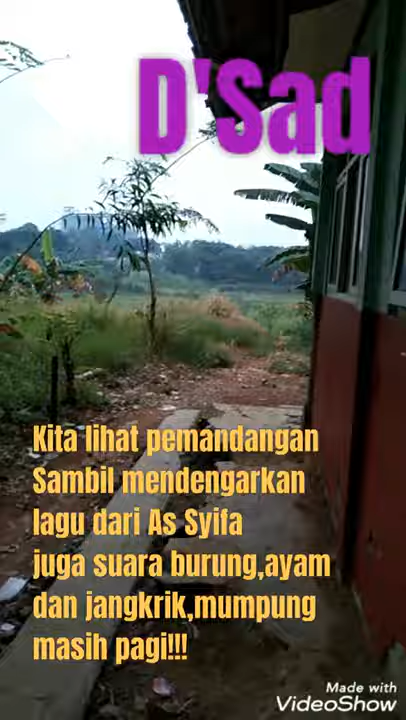 D'Sad
Kita lihat pemandangan
Sambil mendengarkan
lagu dari As Syifa
juga suara burung,ayam
dan jangkrik,mumpung
masih pagi!!!
Made with
VideoShow